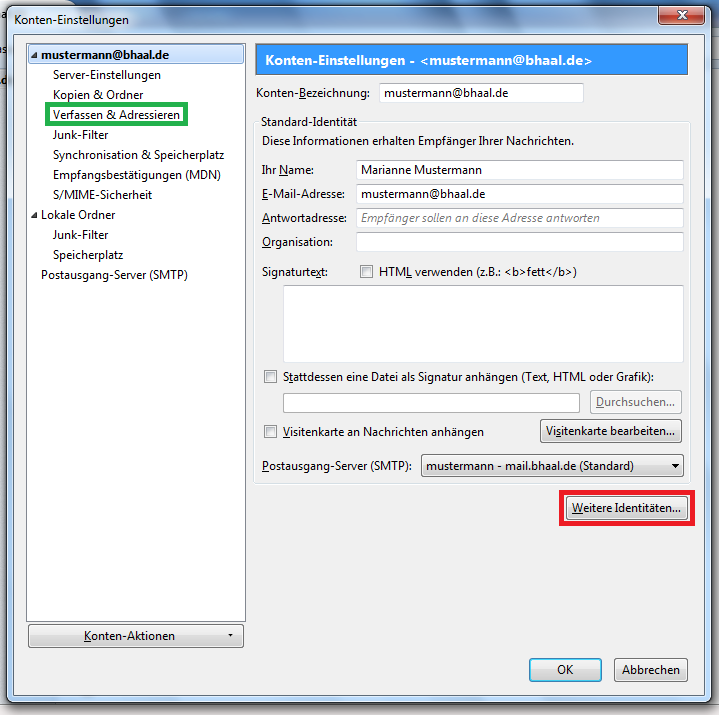 Konten-Einstellungen
mustermann@bhaal.de
Server-Einstellungen
Kopien & Ordner
Verfassen & Adressieren
Junk-Filter
Synchronisation & Speicherplatz
Empfangsbestätigungen (MDN)
S/MIME-Sicherheit
Lokale Ordner
Junk-Filter
Speicherplatz
Postausgang-Server (SMTP)
Konten-Aktionen
Konten-Einstellungen - <mustermann@bhaal.de>
Konten-Bezeichnung: mustermann@bhaal.de
Standard-Identität
Diese Informationen erhalten Empfänger Ihrer Nachrichten.
Ihr Name: Marianne Mustermann
E-Mail-Adresse: mustermann@bhaal.de
Antwortadresse: Empfänger sollen an diese Adresse antworten
Organisation:
Signaturtext: HTML verwenden (z.B.: <b>fett</b>)
Stattdessen eine Datei als Signatur anhängen (Text, HTML oder Grafik):
Durchsuchen...
Visitenkarte an Nachrichten anhängen Visitenkarte bearbeiten...
Postausgang-Server (SMTP): mustermann - mail.bhaal.de (Standard)
Weitere Identitäten...
OK Abbrechen